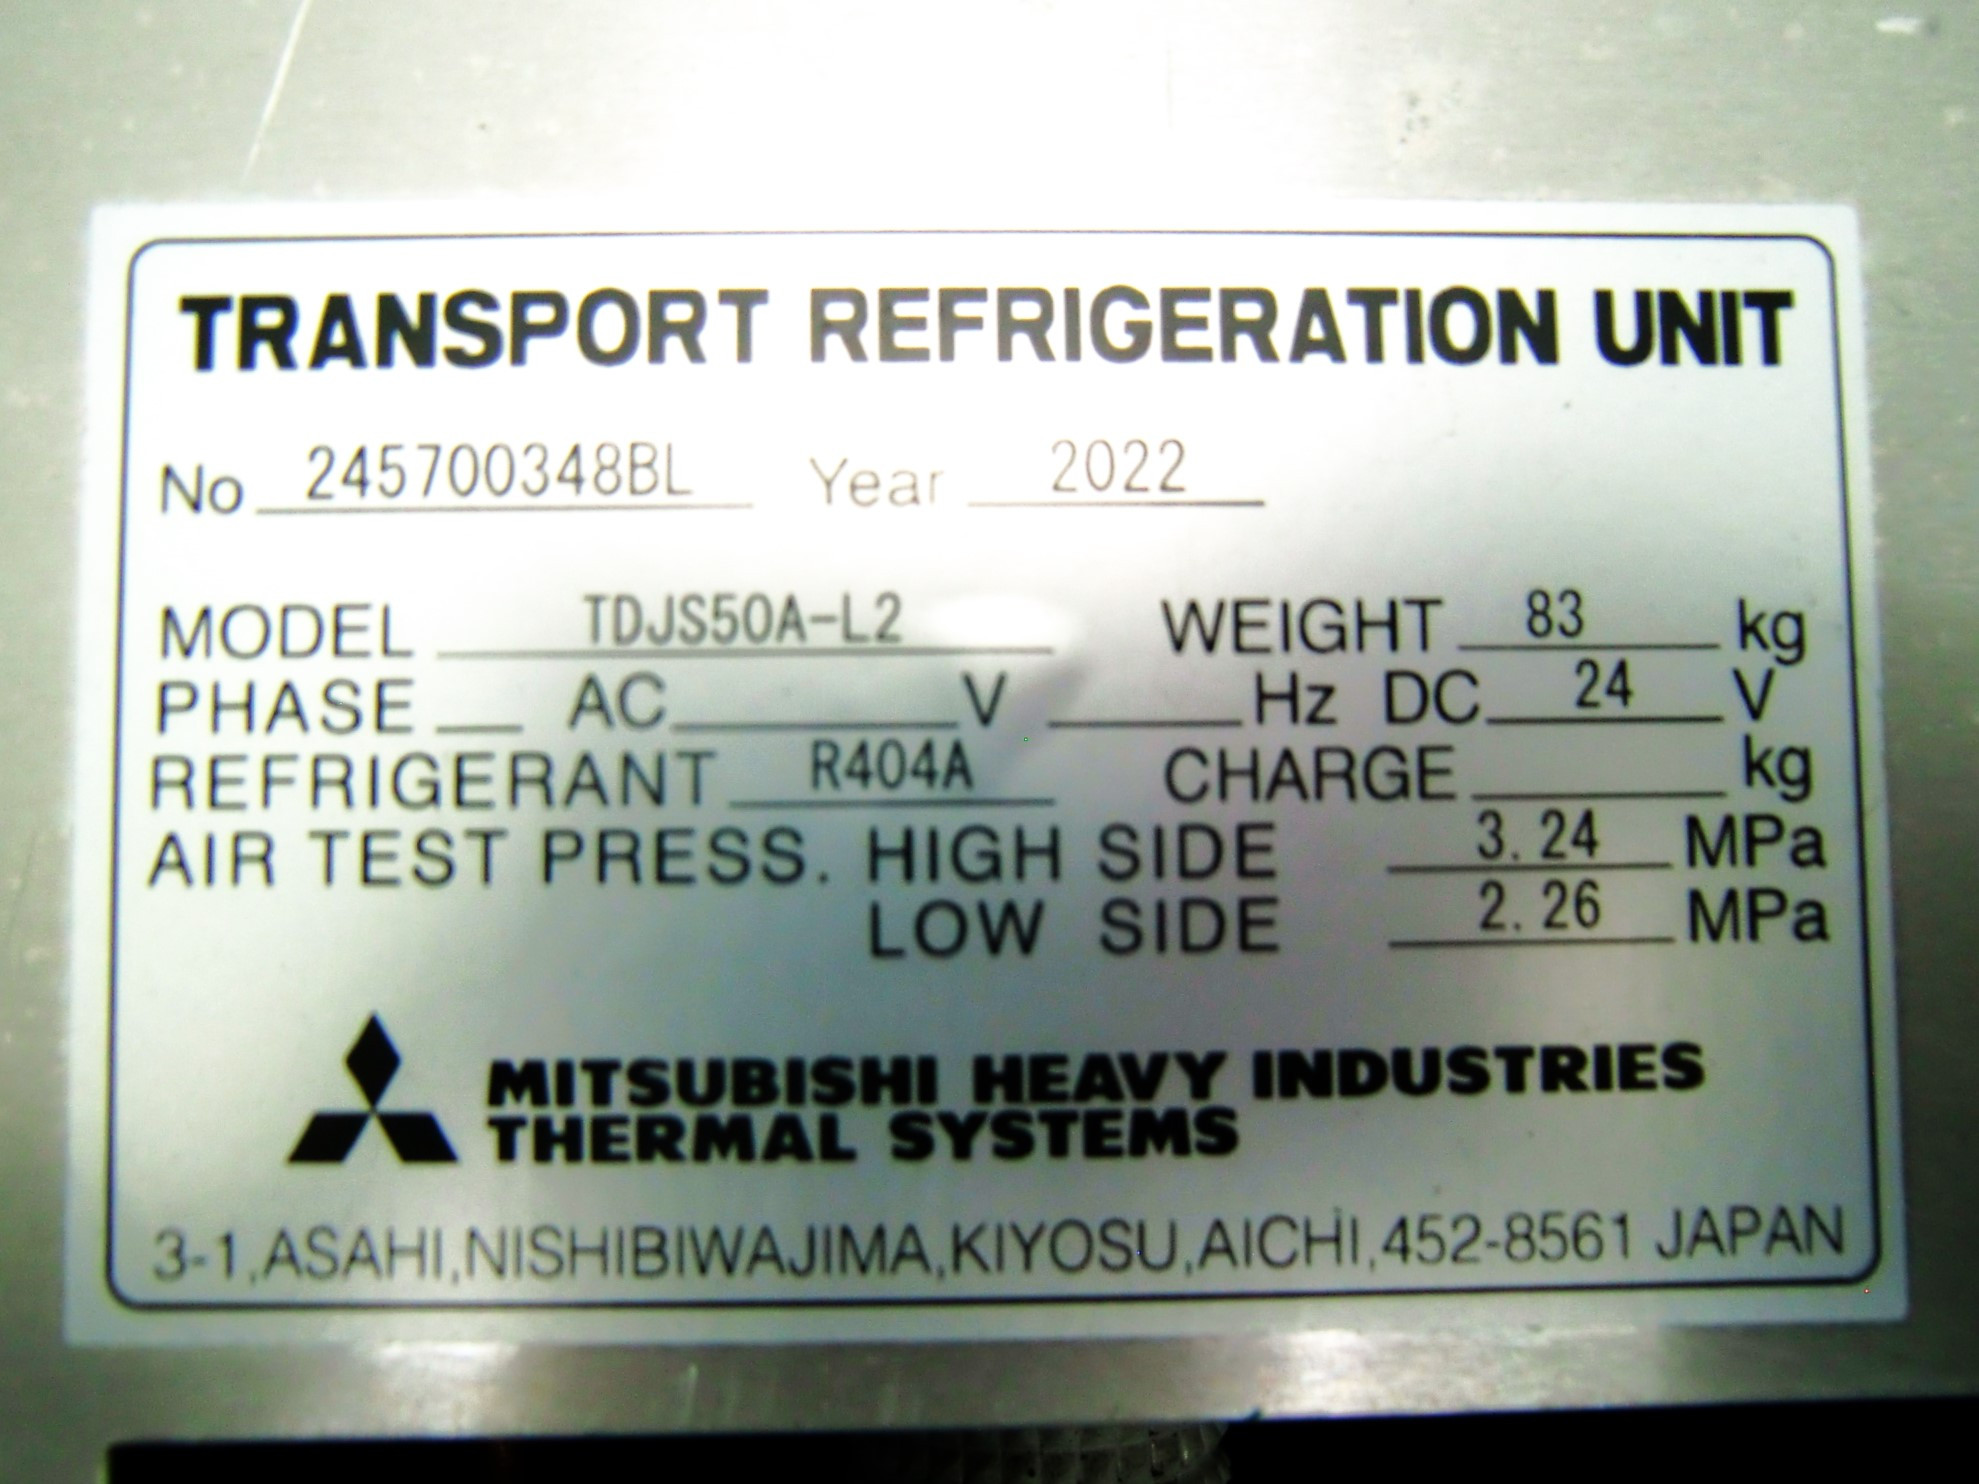 TRANSPORT REFRIGERATION UNIT
No 245700348BL Year 2022
MODEL TDJS50A-L2 WEIGHT 83 kg
PHASE AC V Hz DC 24 V
REFRIGERANT R404A CHARGE kg
AIR TEST PRESS. HIGH SIDE 3.24 MPa
LOW SIDE 2.26 MPa
MITSUBISHI HEAVY INDUSTRIES
THERMAL SYSTEMS
3-1,ASAHI,NISHIBIWAJIMA,KIYOSU,AICHI,452-8561 JAPAN